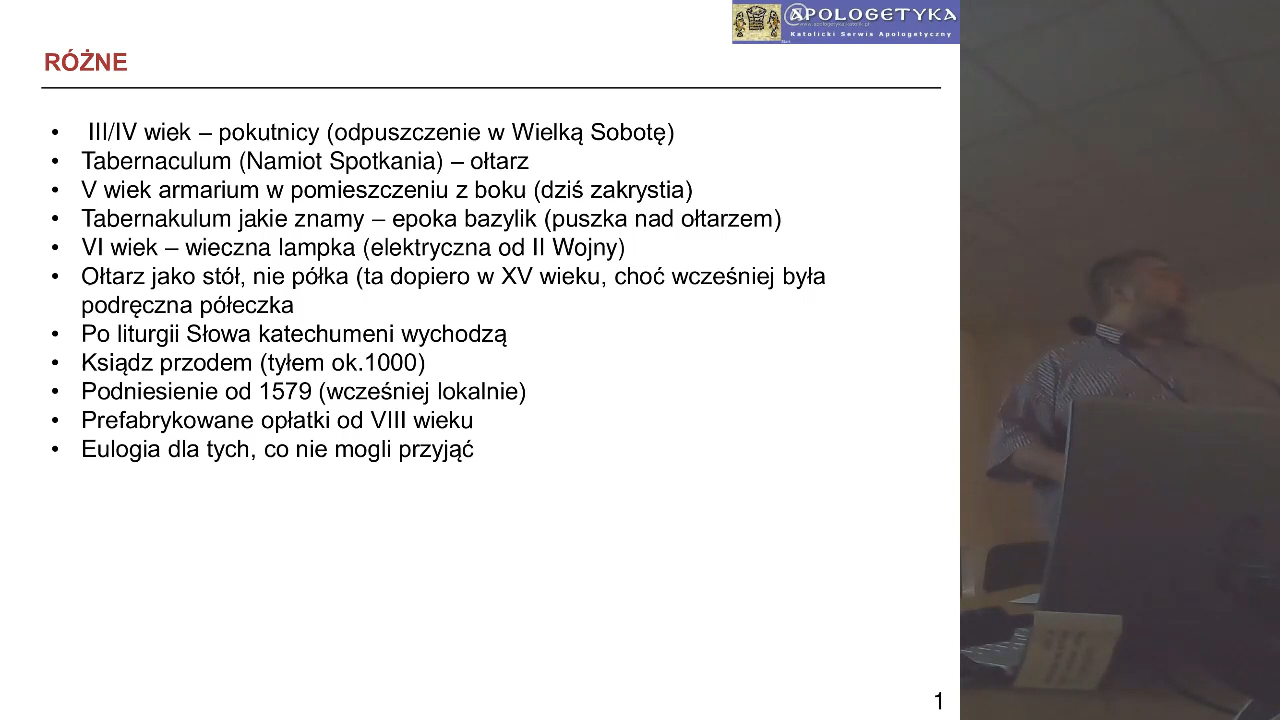 APOLOGETYKA
www.apologetyka.katolik.pl
Katolicki Serwis Apologetyczny
RÓŻNE
• III/IV wiek – pokutnicy (odpuszczenie w Wielką Sobotę)
• Tabernaculum (Namiot Spotkania) – ołtarz
• V wiek armarium w pomieszczeniu z boku (dziś zakrystia)
• Tabernakulum jakie znamy – epoka bazylik (puszka nad ołtarzem)
• VI wiek – wieczna lampka (elektryczna od II Wojny)
• Ołtarz jako stół, nie półka (ta dopiero w XV wieku, choć wcześniej była
podręczna półeczka
• Po liturgii Słowa katechumeni wychodzą
• Ksiądz przodem (tyłem ok.1000)
• Podniesienie od 1579 (wcześniej lokalnie)
• Prefabrykowane opłatki od VIII wieku
• Eulogia dla tych, co nie mogli przyjąć
1